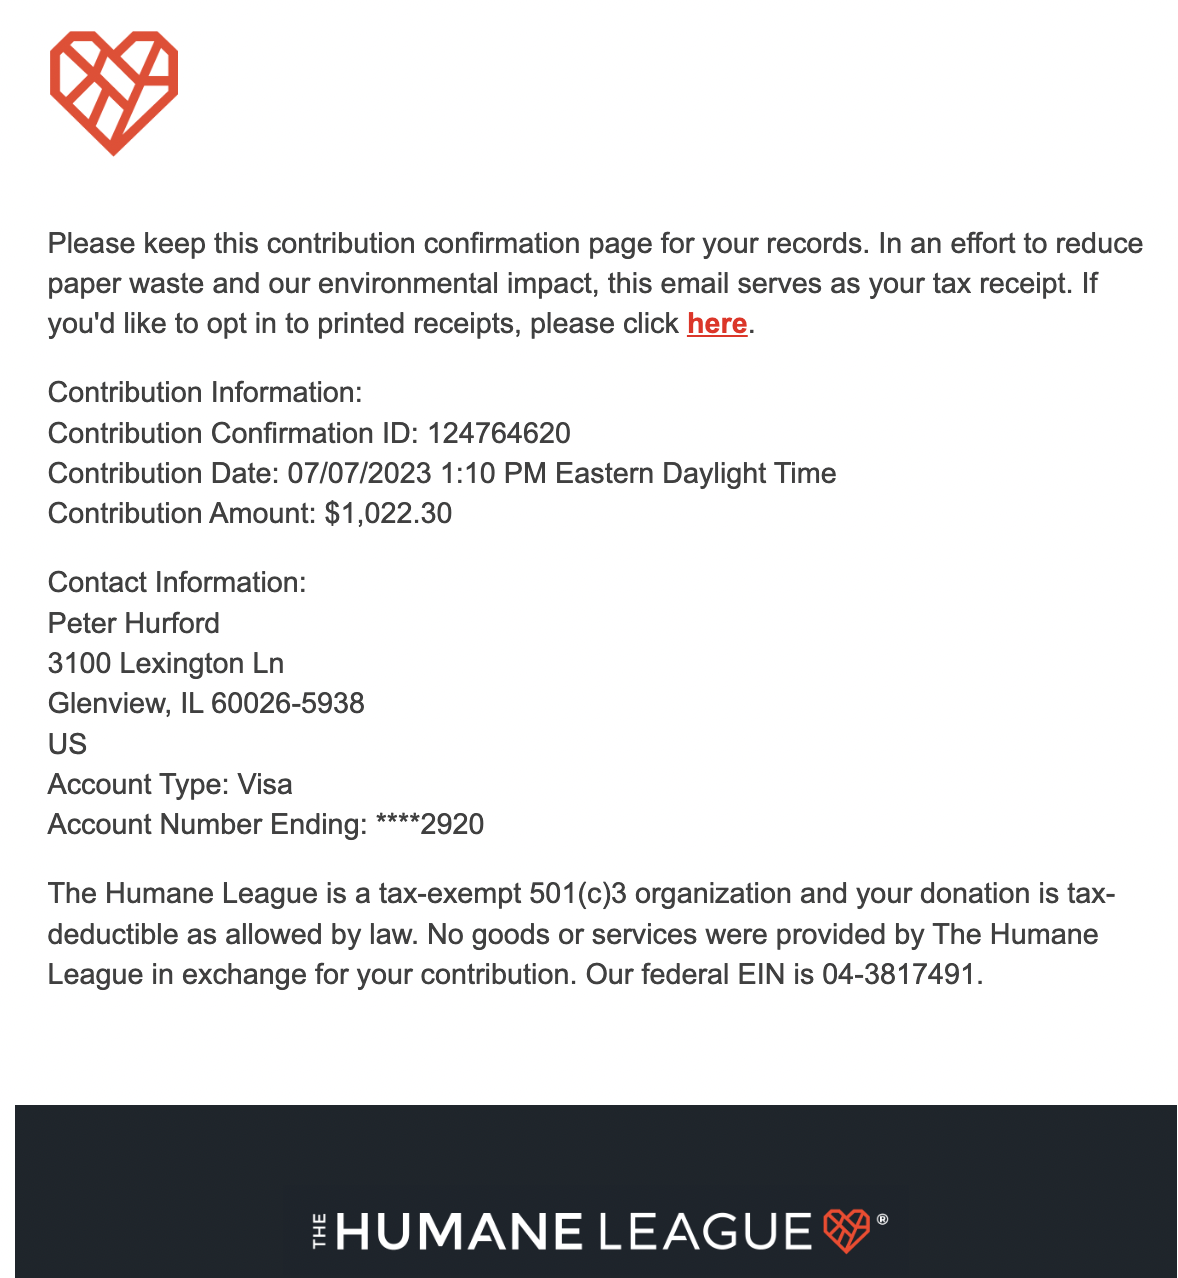 Please keep this contribution confirmation page for your records. In an effort to reduce
paper waste and our environmental impact, this email serves as your tax receipt. If
you'd like to opt in to printed receipts, please click here.
Contribution Information:
Contribution Confirmation ID: 124764620
Contribution Date: 07/07/2023 1:10 PM Eastern Daylight Time
Contribution Amount: $1,022.30
Contact Information:
Peter Hurford
3100 Lexington Ln
Glenview, IL 60026-5938
US
Account Type: Visa
Account Number Ending: ****2920
The Humane League is a tax-exempt 501(c)3 organization and your donation is tax-
deductible as allowed by law. No goods or services were provided by The Humane
League in exchange for your contribution. Our federal EIN is 04-3817491.
THE HUMANE LEAGUE ®